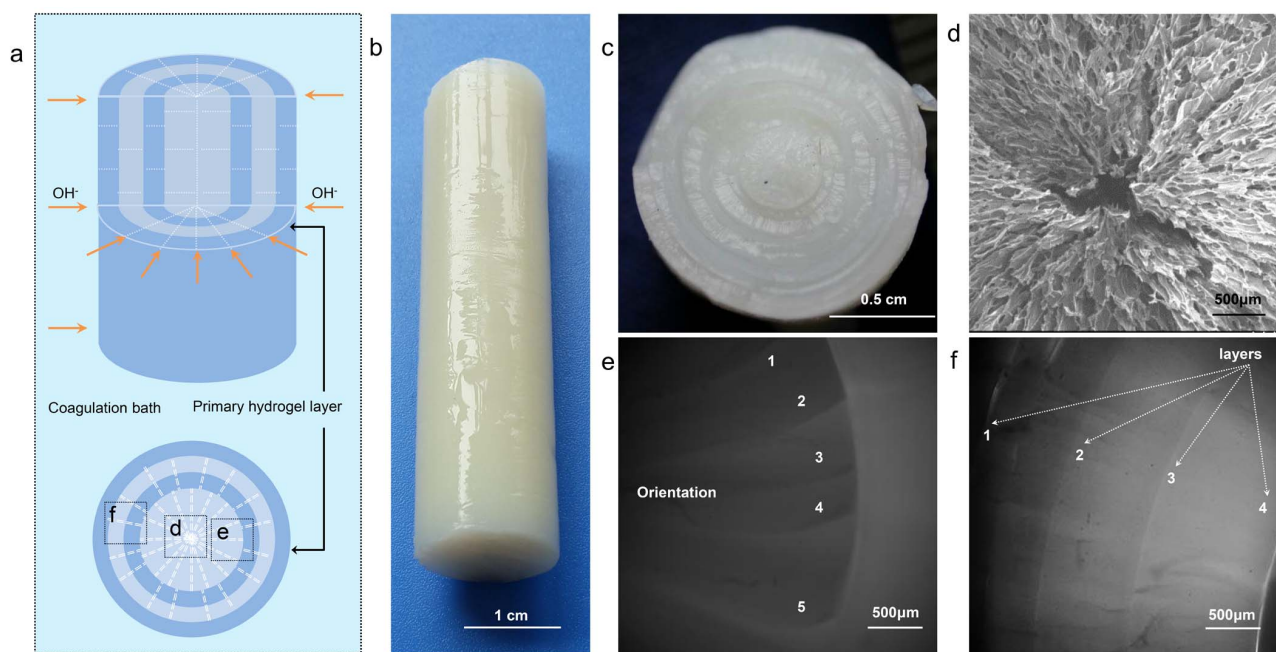 a
OH⁻
OH⁻
Coagulation bath
Primary hydrogel layer
f
d
e
b
1 cm
c
0.5 cm
d
500μm
e
1
2
3
Orientation
4
5
500μm
f
layers
1
2
3
4
500μm